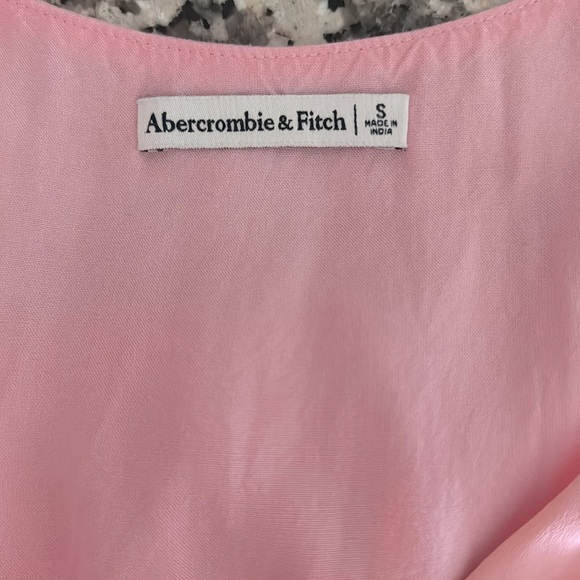 Abercrombie & Fitch | S
MADE IN
INDIA